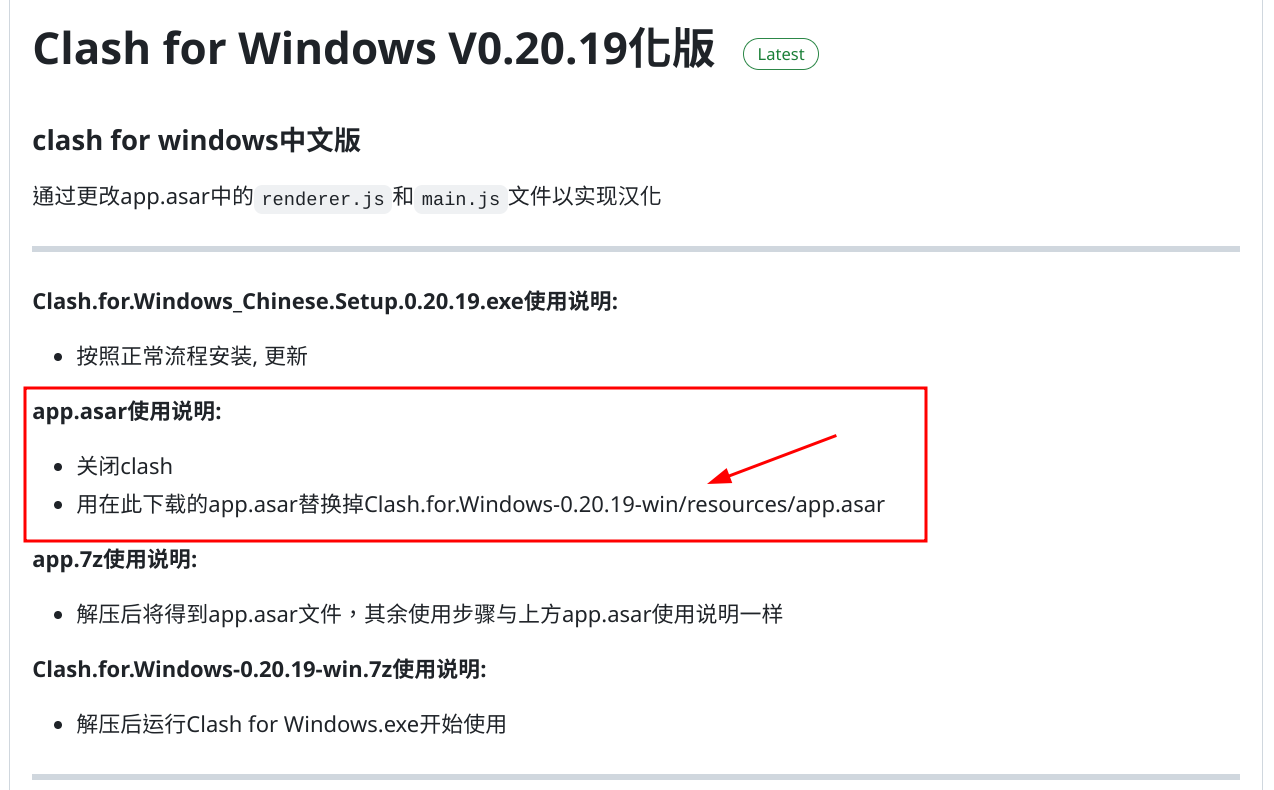 Clash for Windows V0.20.19化版 Latest
clash for windows中文版
通过更改app.asar中的renderer.js和main.js文件以实现汉化
Clash.for.Windows_Chinese.Setup.0.20.19.exe使用说明:
按照正常流程安装, 更新
app.asar使用说明:
关闭clash
用在此下载的app.asar替换掉Clash.for.Windows-0.20.19-win/resources/app.asar
app.7z使用说明:
解压后将得到app.asar文件，其余使用步骤与上方app.asar使用说明一样
Clash.for.Windows-0.20.19-win.7z使用说明:
解压后运行Clash for Windows.exe开始使用